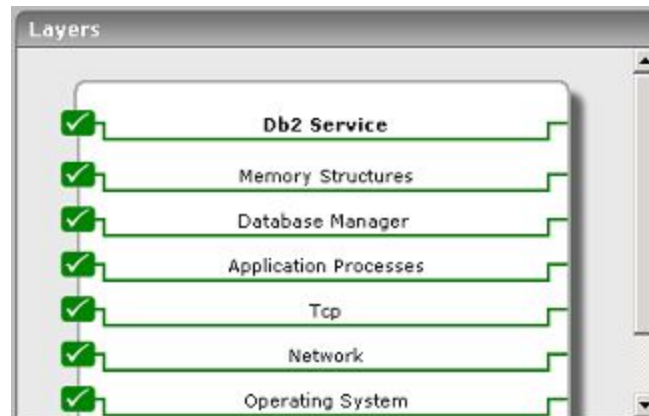 Layers
Db2 Service
Memory Structures
Database Manager
Application Processes
Tcp
Network
Operating System